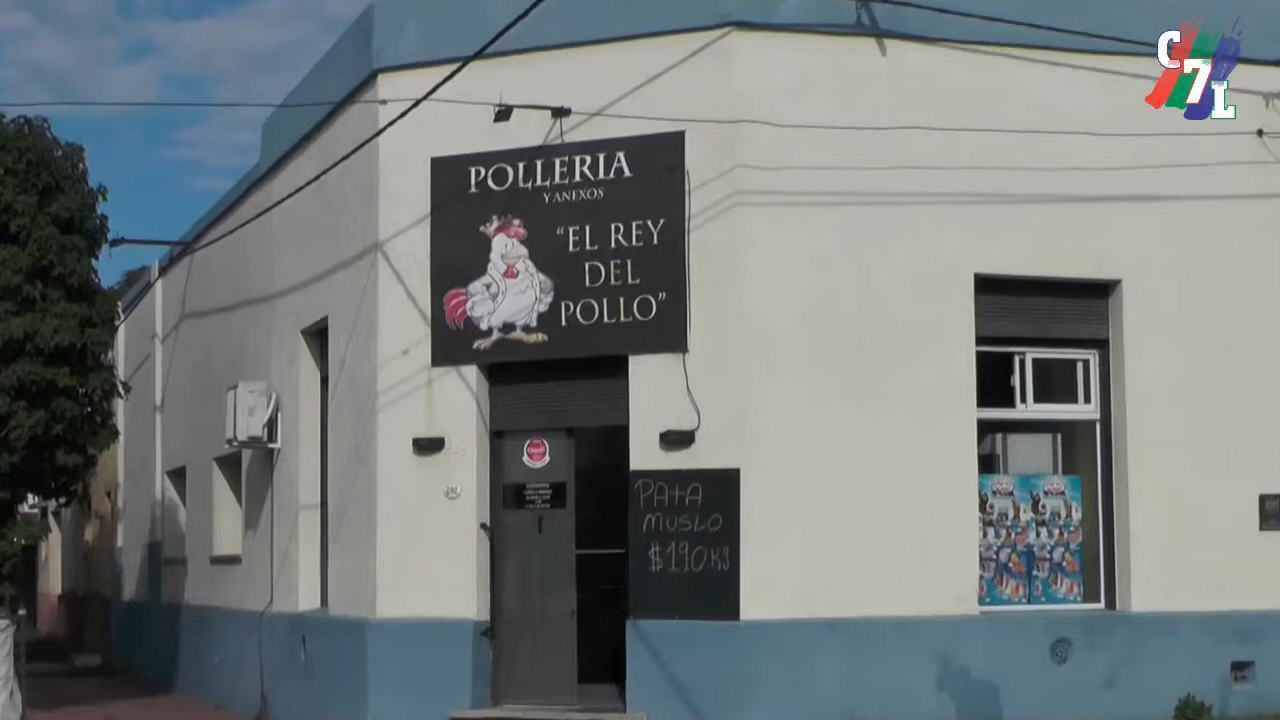 C7L
POLLERIA
Y ANEXOS
"EL REY
DEL
POLLO"
PATA
MUSLO
$190.KG